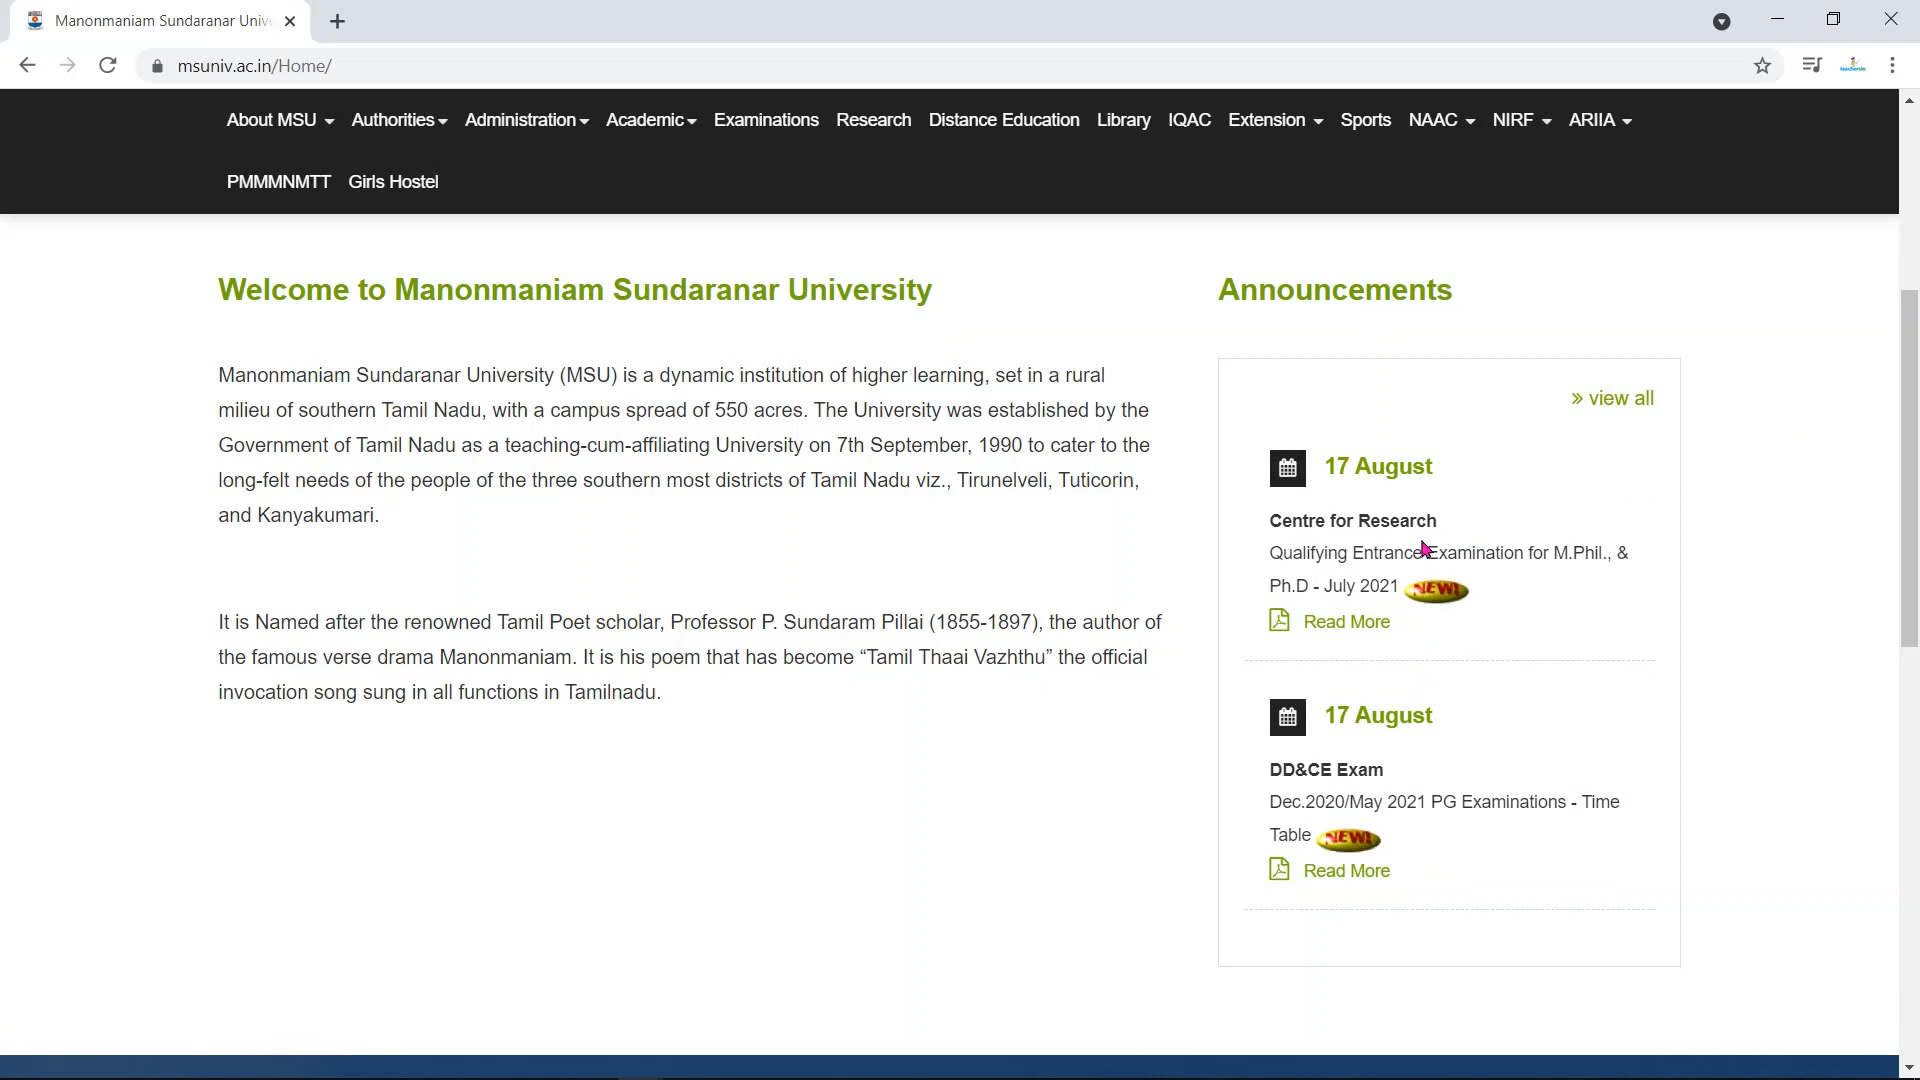 Manonmaniam Sundaranar Unive
msuniv.ac.in/Home/
About MSU Authorities Administration Academic Examinations Research Distance Education Library IQAC Extension Sports NAAC NIRF ARIIA
PMMMNMTT Girls Hostel
Welcome to Manonmaniam Sundaranar University
Manonmaniam Sundaranar University (MSU) is a dynamic institution of higher learning, set in a rural
milieu of southern Tamil Nadu, with a campus spread of 550 acres. The University was established by the
Government of Tamil Nadu as a teaching-cum-affiliating University on 7th September, 1990 to cater to the
long-felt needs of the people of the three southern most districts of Tamil Nadu viz., Tirunelveli, Tuticorin,
and Kanyakumari.
It is Named after the renowned Tamil Poet scholar, Professor P. Sundaram Pillai (1855-1897), the author of
the famous verse drama Manonmaniam. It is his poem that has become “Tamil Thaai Vazhthu” the official
invocation song sung in all functions in Tamilnadu.
Announcements
» view all
17 August
Centre for Research
Qualifying Entrance Examination for M.Phil., &
Ph.D - July 2021 NEW!
Read More
17 August
DD&CE Exam
Dec.2020/May 2021 PG Examinations - Time
Table NEW!
Read More